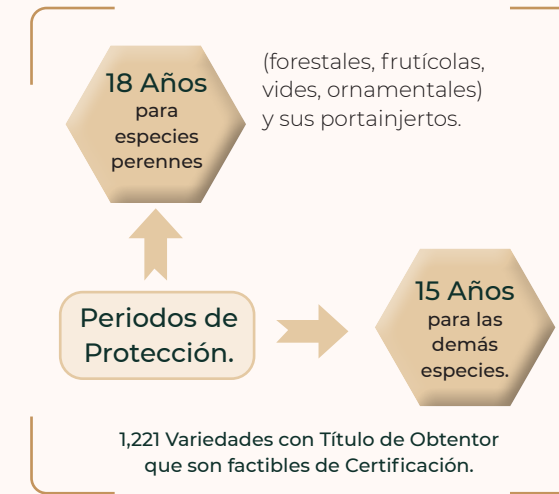 18 Años
para
especies
perennes
(forestales, frutícolas,
vides, ornamentales)
y sus portainjertos.
Periodos de
Protección.
15 Años
para las
demás
especies.
1,221 Variedades con Título de Obtentor
que son factibles de Certificación.